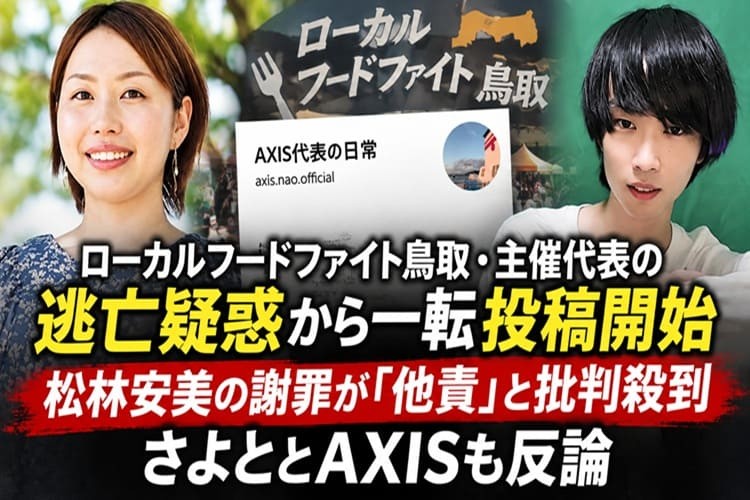 ローカル
フードファイト鳥取
AXIS代表の日常
axis.nao.official
ローカルフードファイト鳥取・主催代表の
逃亡疑惑から一転投稿開始
松林安美の謝罪が「他責」と批判殺到
さよととAXISも反論